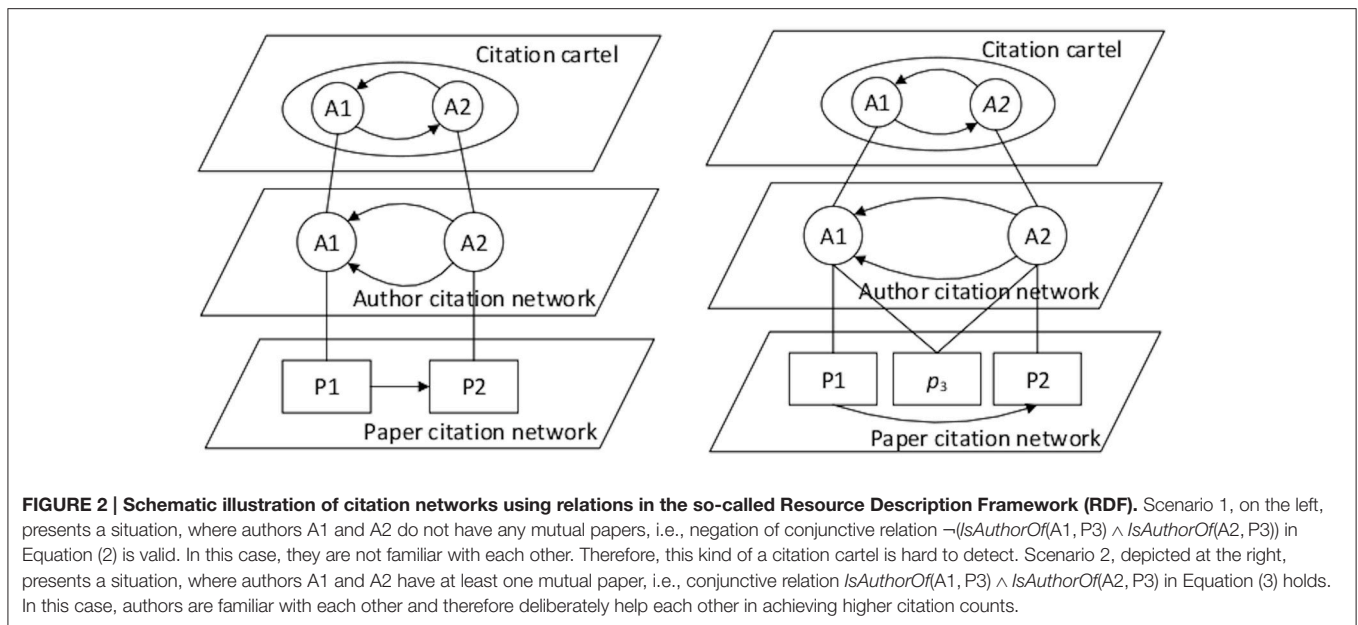 Citation cartel
A1
A2
A1
A2
Author citation network
P1
P2
Paper citation network
Citation cartel
A1
A2
A1
A2
Author citation network
P1
p3
P2
Paper citation network
FIGURE 2 | Schematic illustration of citation networks using relations in the so-called Resource Description Framework (RDF). Scenario 1, on the left,
presents a situation, where authors A1 and A2 do not have any mutual papers, i.e., negation of conjunctive relation ¬(IsAuthorOf(A1, P3) ∧ IsAuthorOf(A2, P3)) in
Equation (2) is valid. In this case, they are not familiar with each other. Therefore, this kind of a citation cartel is hard to detect. Scenario 2, depicted at the right,
presents a situation, where authors A1 and A2 have at least one mutual paper, i.e., conjunctive relation IsAuthorOf(A1, P3) ∧ IsAuthorOf(A2, P3) in Equation (3) holds.
In this case, authors are familiar with each other and therefore deliberately help each other in achieving higher citation counts.